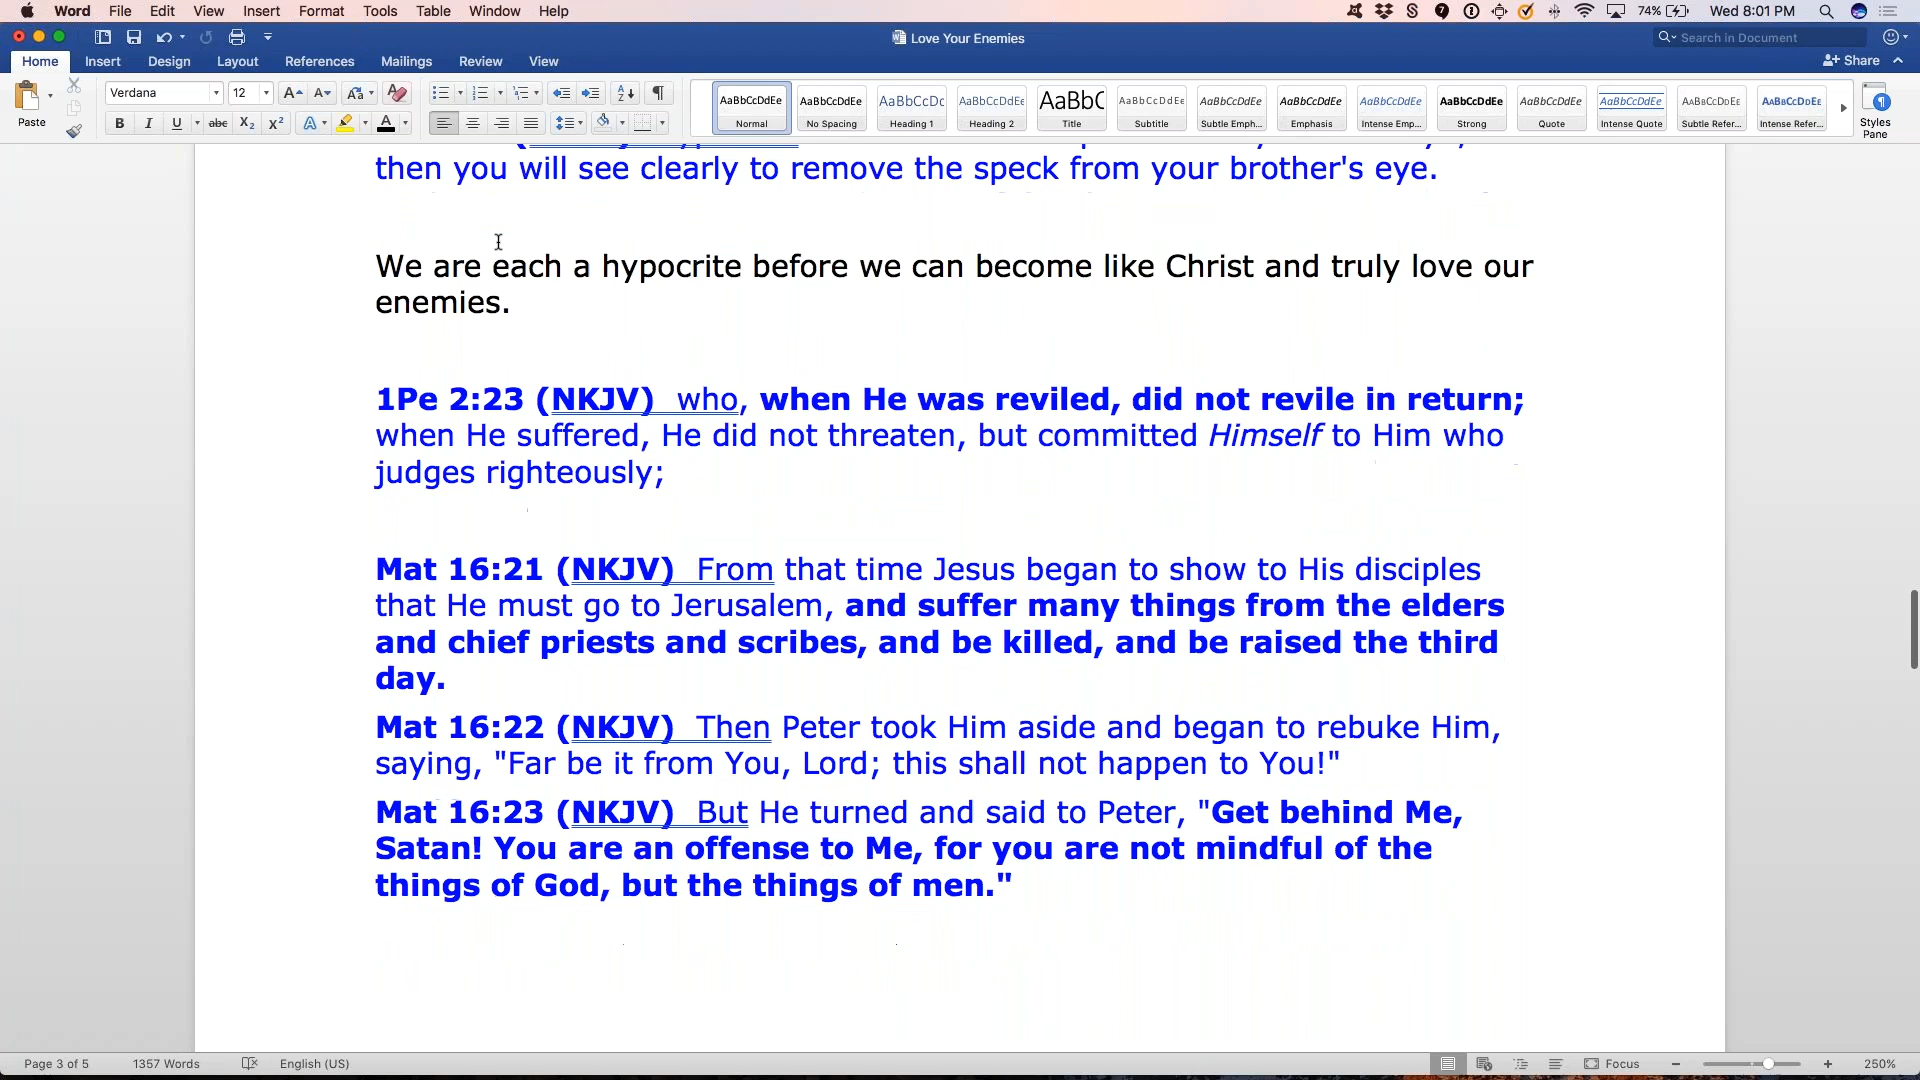 Word File Edit View Insert Format Tools Table Window Help 74% Wed 8:01 PM
Love Your Enemies Search in Document
Home Insert Design Layout References Mailings Review View Share
Paste Verdana 12
AaBbCcDdEe AaBbCcDdEe AaBbCcDc AaBbCcDdEe AaBbC AaBbCcDdEe AaBbCcDdEe AaBbCcDdEe AaBbCcDdEe AaBbCcDdEe AaBbCcDdEe AaBbCcDdEe AaBbCcDdEe AaBbCcDdEe
Normal No Spacing Heading 1 Heading 2 Title Subtitle Subtle Emph... Emphasis Intense Emp... Strong Quote Intense Quote Subtle Refer... Intense Refer... Styles Pane
then you will see clearly to remove the speck from your brother's eye.
We are each a hypocrite before we can become like Christ and truly love our
enemies.
1Pe 2:23 (NKJV) who, when He was reviled, did not revile in return;
when He suffered, He did not threaten, but committed Himself to Him who
judges righteously;
Mat 16:21 (NKJV) From that time Jesus began to show to His disciples
that He must go to Jerusalem, and suffer many things from the elders
and chief priests and scribes, and be killed, and be raised the third
day.
Mat 16:22 (NKJV) Then Peter took Him aside and began to rebuke Him,
saying, "Far be it from You, Lord; this shall not happen to You!"
Mat 16:23 (NKJV) But He turned and said to Peter, "Get behind Me,
Satan! You are an offense to Me, for you are not mindful of the
things of God, but the things of men."
Page 3 of 5 1357 Words English (US) Focus 250%